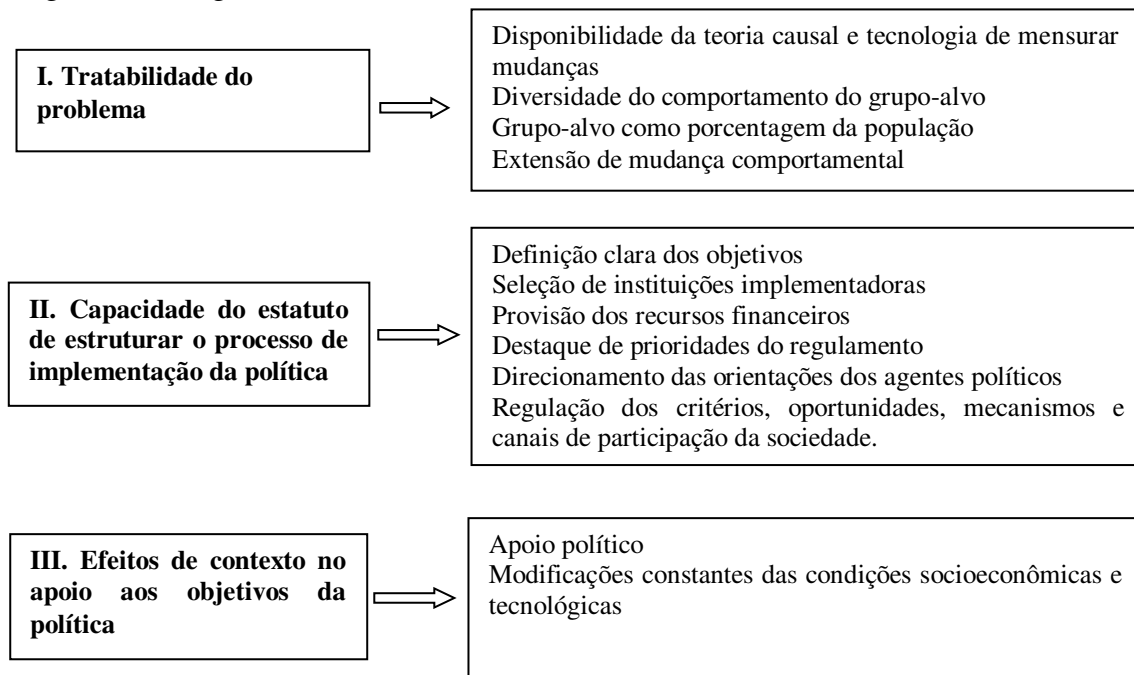 I. Tratabilidade do
problema
Disponibilidade da teoria causal e tecnologia de mensurar
mudanças
Diversidade do comportamento do grupo-alvo
Grupo-alvo como porcentagem da população
Extensão de mudança comportamental
II. Capacidade do estatuto
de estruturar o processo de
implementação da política
Definição clara dos objetivos
Seleção de instituições implementadoras
Provisão dos recursos financeiros
Destaque de prioridades do regulamento
Direcionamento das orientações dos agentes políticos
Regulação dos critérios, oportunidades, mecanismos e
canais de participação da sociedade.
III. Efeitos de contexto no
apoio aos objetivos da
política
Apoio político
Modificações constantes das condições socioeconômicas e
tecnológicas